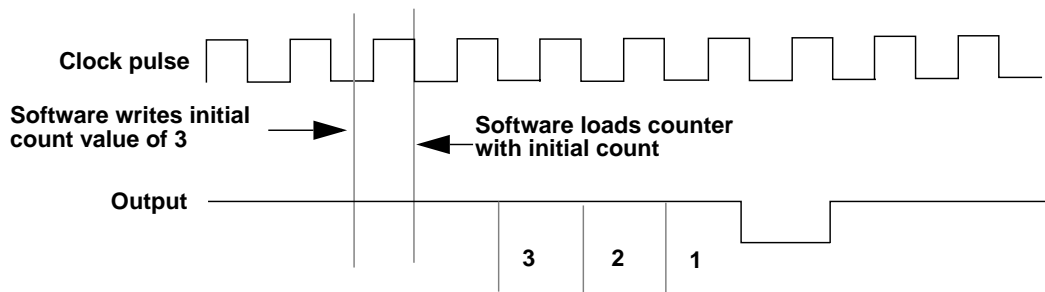 Clock pulse
Software writes initial
count value of 3
Software loads counter
with initial count
Output
3
2
1